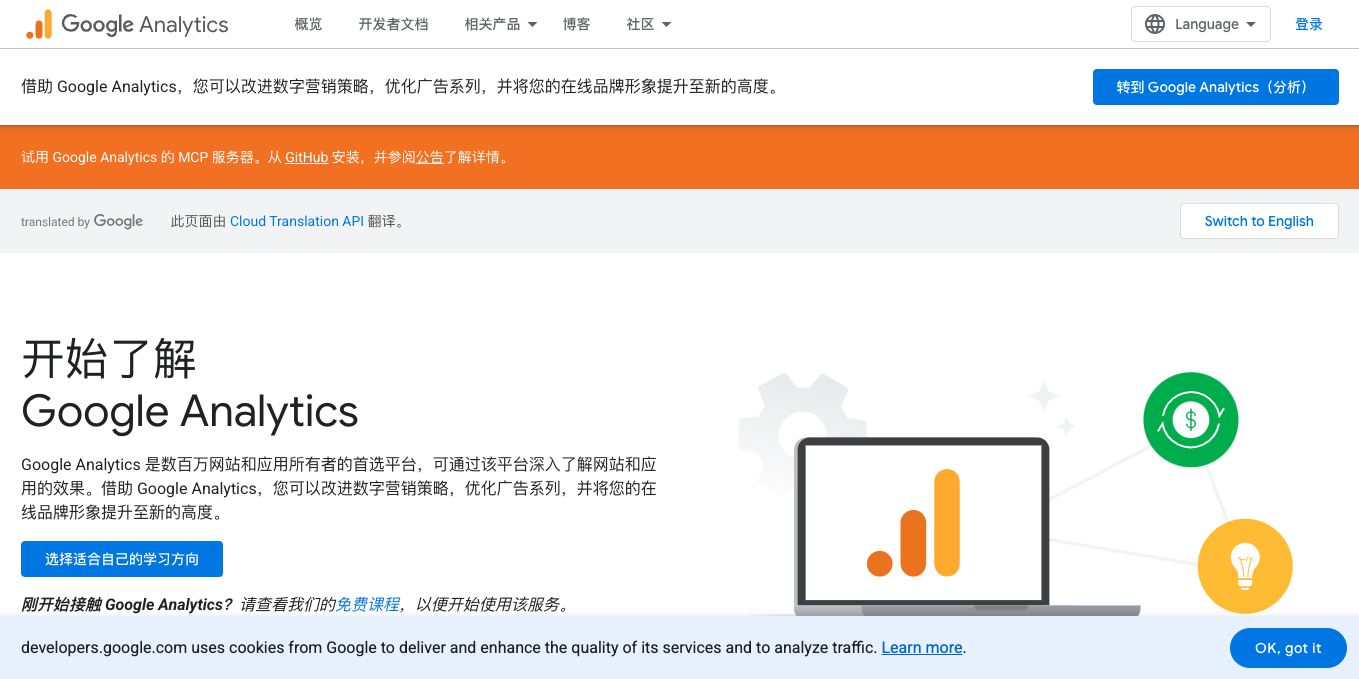 Google Analytics 概览 开发者文档 相关产品 博客 社区 Language 登录
借助 Google Analytics，您可以改进数字营销策略，优化广告系列，并将您的在线品牌形象提升至新的高度。 转到 Google Analytics（分析）
试用 Google Analytics 的 MCP 服务器。从 GitHub 安装，并参阅公告了解详情。
translated by Google 此页面由 Cloud Translation API 翻译。 Switch to English
开始了解
Google Analytics
Google Analytics 是数百万网站和应用所有者的首选平台，可通过该平台深入了解网站和应
用的效果。借助 Google Analytics，您可以改进数字营销策略，优化广告系列，并将您的在
线品牌形象提升至新的高度。
选择适合自己的学习方向
刚开始接触 Google Analytics？请查看我们的免费课程，以便开始使用该服务。
$
developers.google.com uses cookies from Google to deliver and enhance the quality of its services and to analyze traffic. Learn more. OK, got it